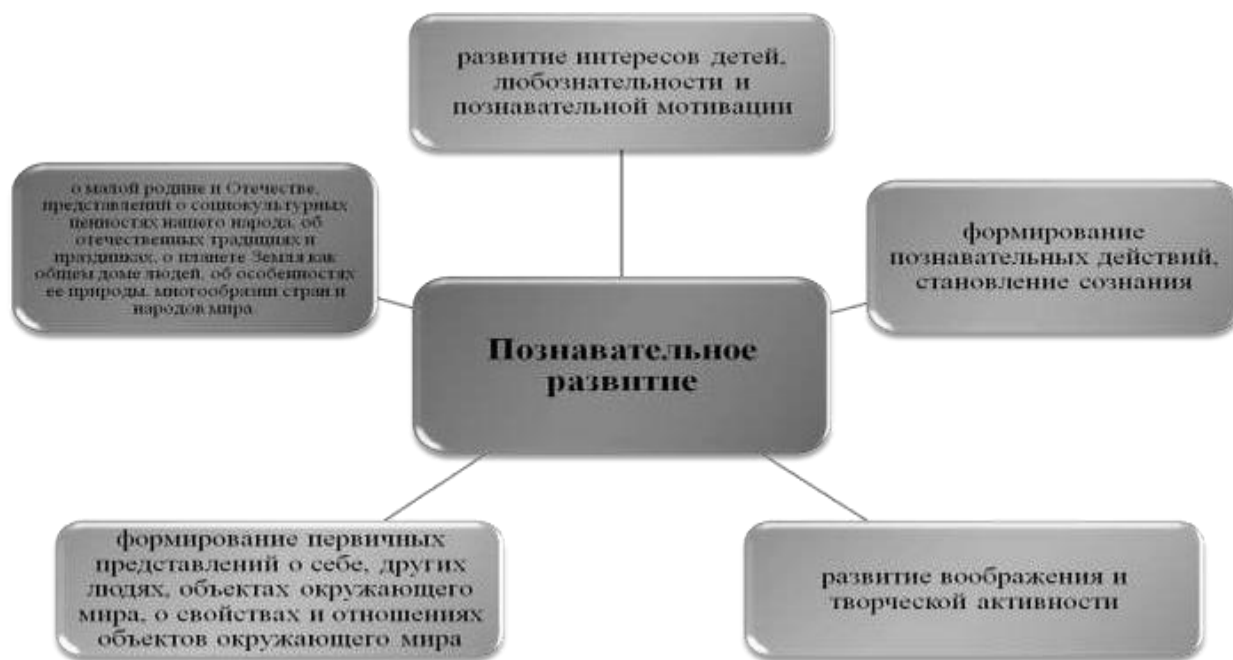 развитие интересов детей,
любознательности и
познавательной мотивации
о малой родине и Отечестве,
представлений о социокультурных
ценностях нашего народа, об
отечественных традициях и
праздниках, о планете Земля как
общем доме людей, об особенностях
ее природы, многообразии стран и
народов мира
формирование
познавательных действий,
становление сознания
Познавательное
развитие
формирование первичных
представлений о себе, других
людях, объектах окружающего
мира, о свойствах и отношениях
объектов окружающего мира
развитие воображения и
творческой активности